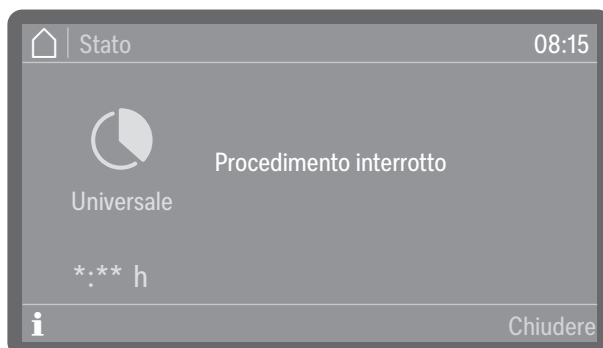 Stato 08:15
Procedimento interrotto
Universale
*:** h
i Chiudere